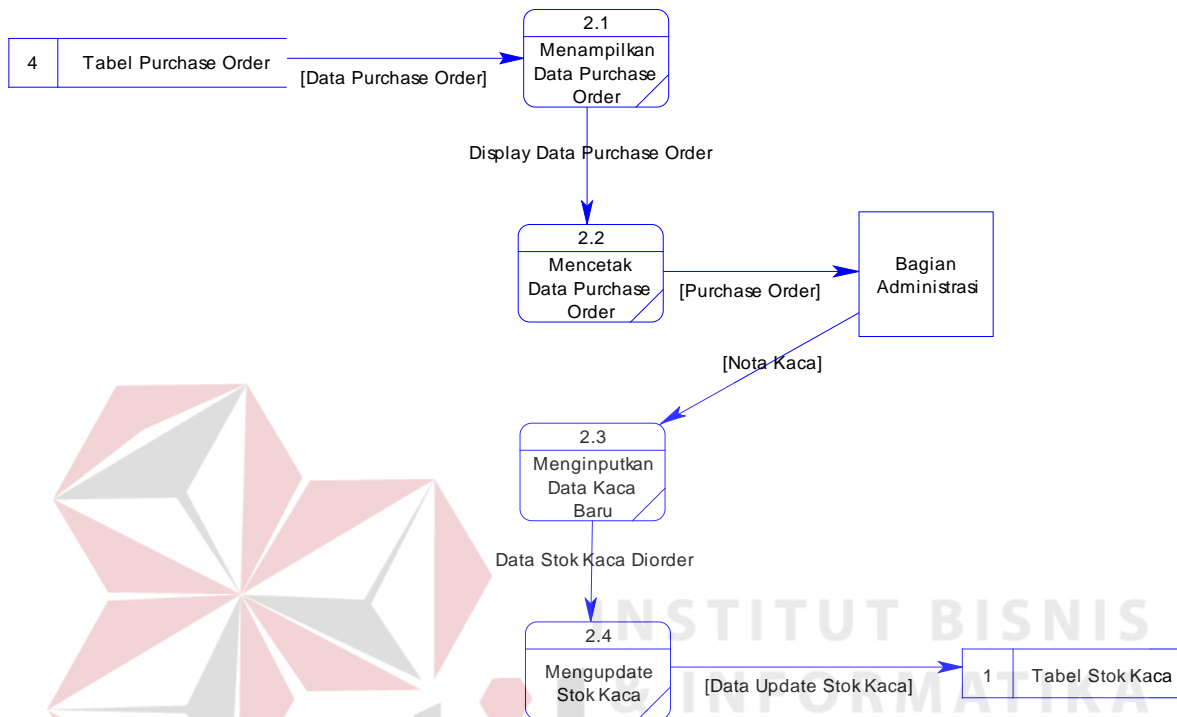 2.1
4
Tabel Purchase Order
Menampilkan
Data Purchase
Order
[Data Purchase Order]
Display Data Purchase Order
2.2
Mencetak
Data Purchase
Order
[Purchase Order]
Bagian
Administrasi
[Nota Kaca]
2.3
Menginputkan
Data Kaca
Baru
Data Stok Kaca Diorder
INSTITUT BISNIS
2.4
Mengupdate
Stok Kaca
[Data Update Stok Kaca]
1
Tabel Stok Kaca
& INFORMATIKA